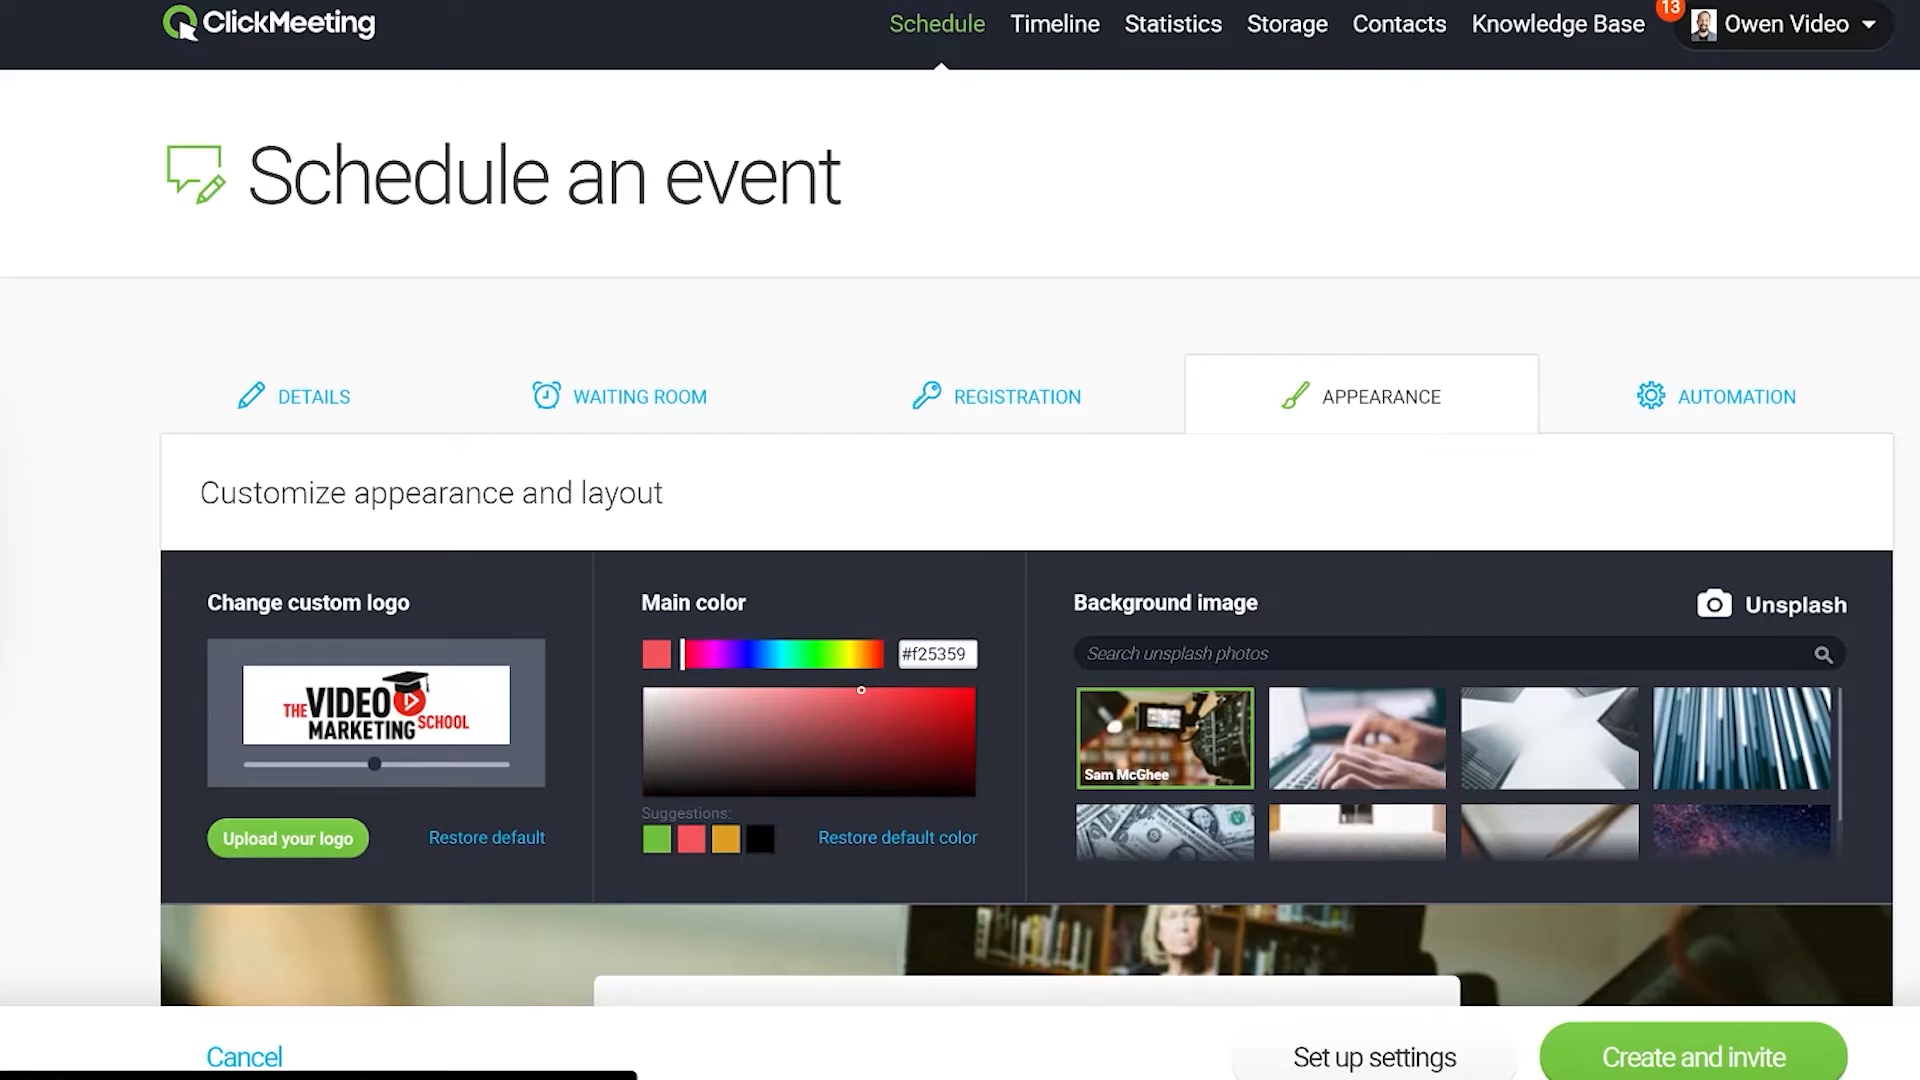 ClickMeeting
Schedule Timeline Statistics Storage Contacts Knowledge Base 13 Owen Video
Schedule an event
DETAILS WAITING ROOM REGISTRATION APPEARANCE AUTOMATION
Customize appearance and layout
Change custom logo
THE VIDEO MARKETING SCHOOL
Upload your logo Restore default
Main color
#f25359
Suggestions:
Restore default color
Background image Unsplash
Search unsplash photos
Sam McGhee
Cancel Set up settings Create and invite